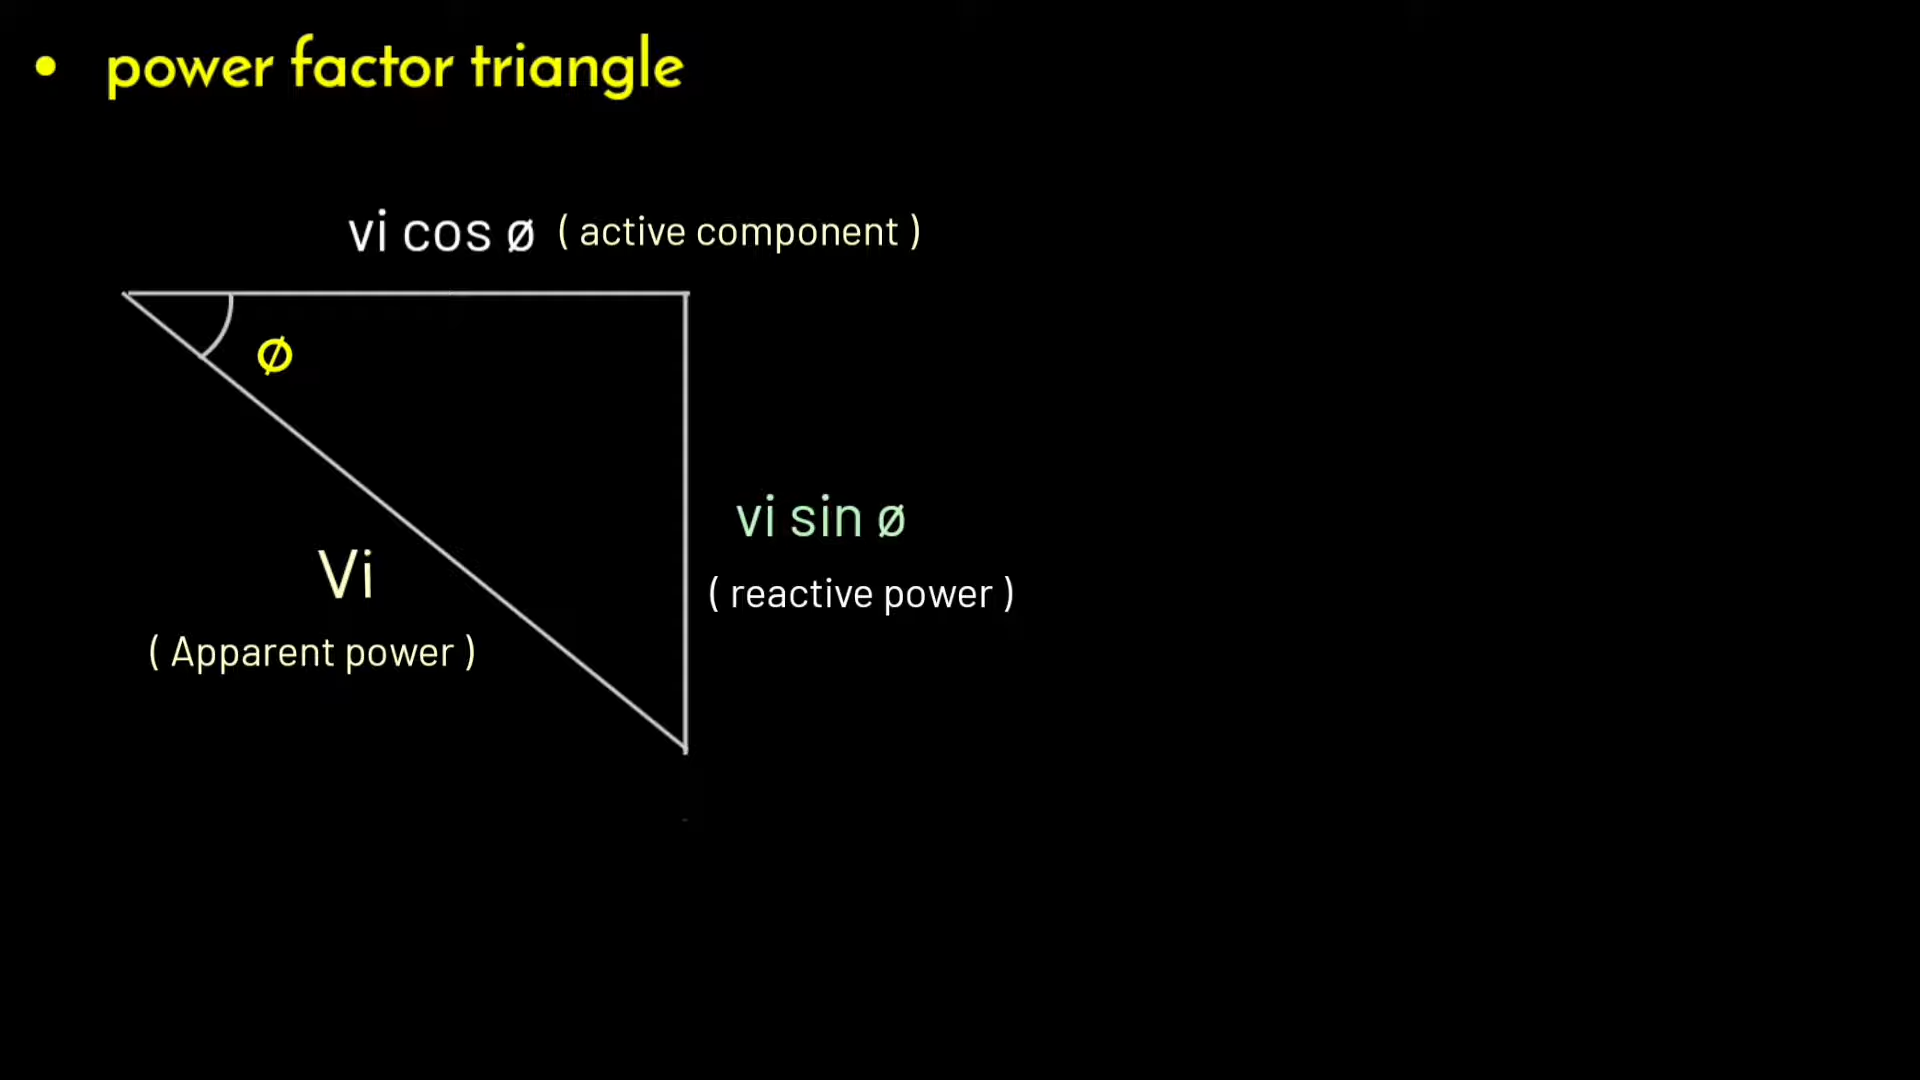 • power factor triangle
vi cos ø ( active component )
ø
vi sin ø
( reactive power )
Vi
( Apparent power )